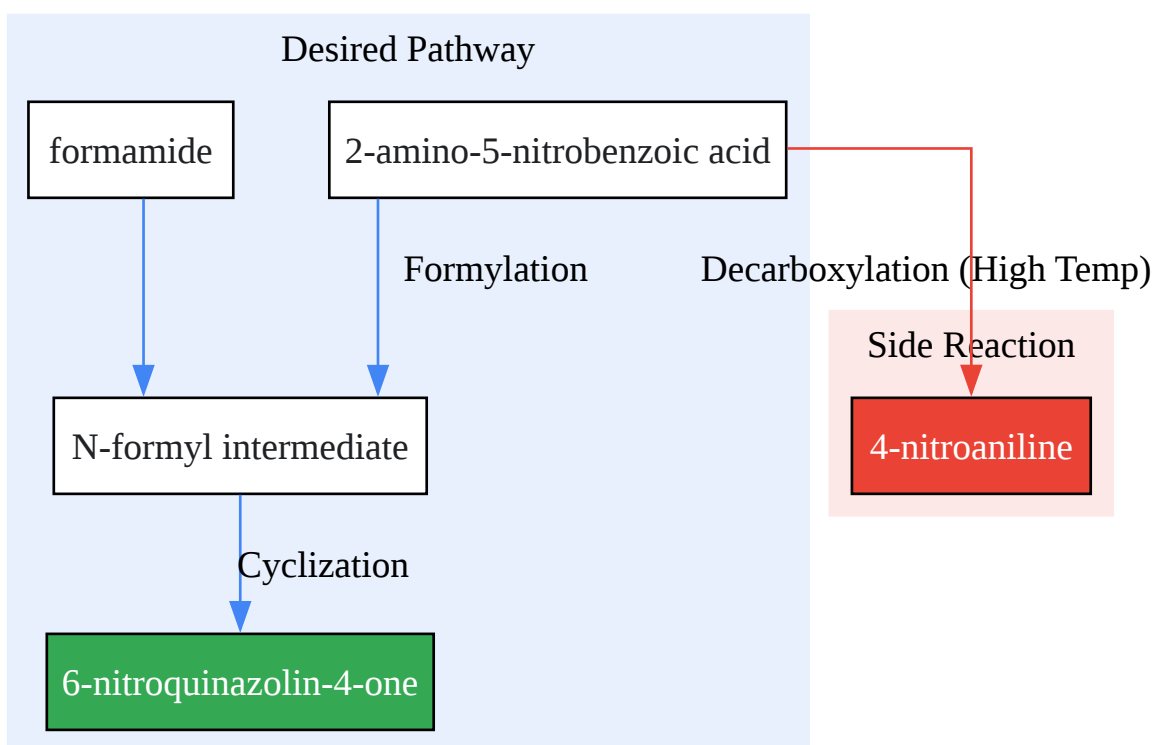 Desired Pathway
formamide
2-amino-5-nitrobenzoic acid
Formylation
Decarboxylation (High Temp)
Side Reaction
N-formyl intermediate
4-nitroaniline
Cyclization
6-nitroquinazolin-4-one